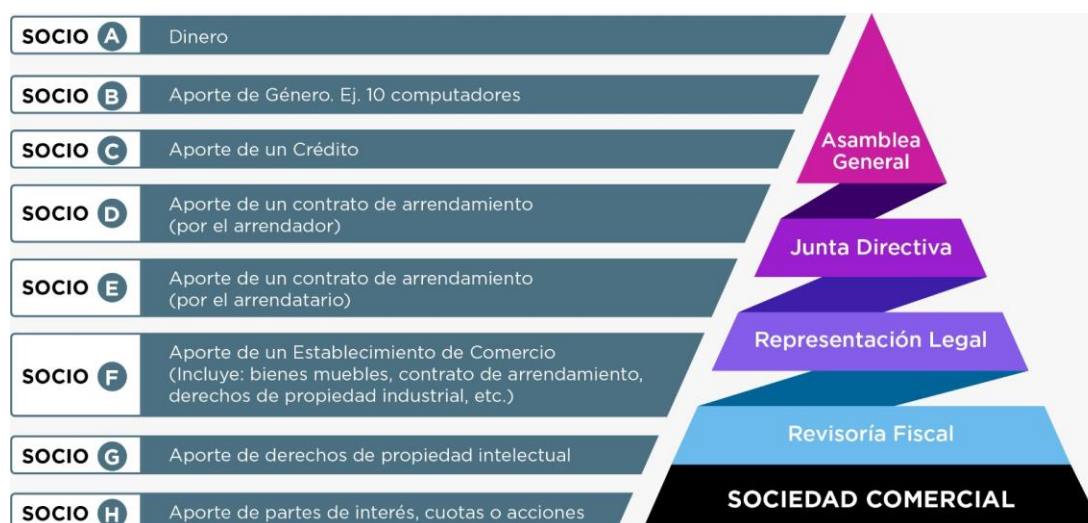 SOCIO A Dinero
SOCIO B Aporte de Género. Ej. 10 computadores
SOCIO C Aporte de un Crédito
SOCIO D Aporte de un contrato de arrendamiento
(por el arrendador)
SOCIO E Aporte de un contrato de arrendamiento
(por el arrendatario)
SOCIO F Aporte de un Establecimiento de Comercio
(Incluye: bienes muebles, contrato de arrendamiento,
derechos de propiedad industrial, etc.)
SOCIO G Aporte de derechos de propiedad intelectual
SOCIO H Aporte de partes de interés, cuotas o acciones
Asamblea
General
Junta Directiva
Representación Legal
Revisoría Fiscal
SOCIEDAD COMERCIAL